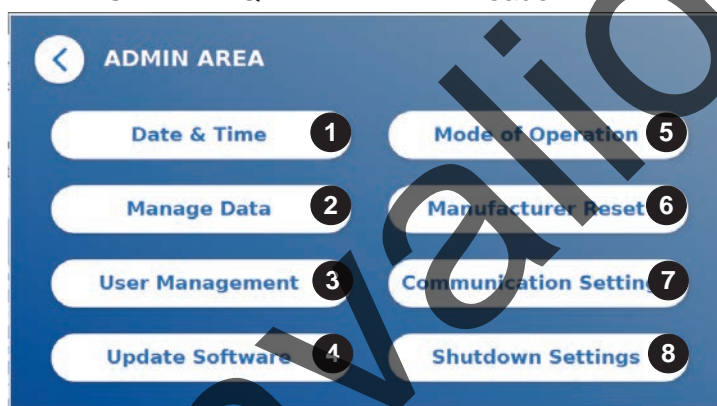 ADMIN AREA
Date & Time 1
Manage Data 2
User Management 3
Update Software 4
Mode of Operation 5
Manufacturer Reset 6
Communication Setting 7
Shutdown Settings 8